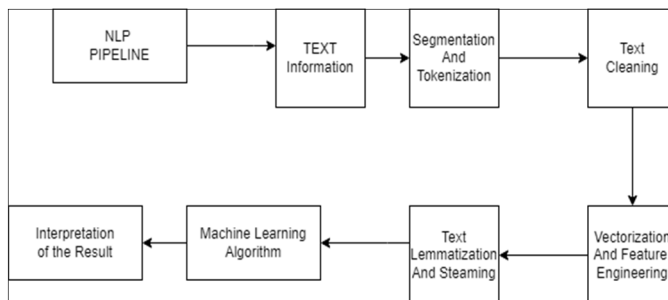 NLP
PIPELINE
TEXT
Information
Segmentation
And
Tokenization
Text
Cleaning
Vectorization
And Feature
Engineering
Text
Lemmatization
And Steaming
Machine Learning
Algorithm
Interpretation
of the Result